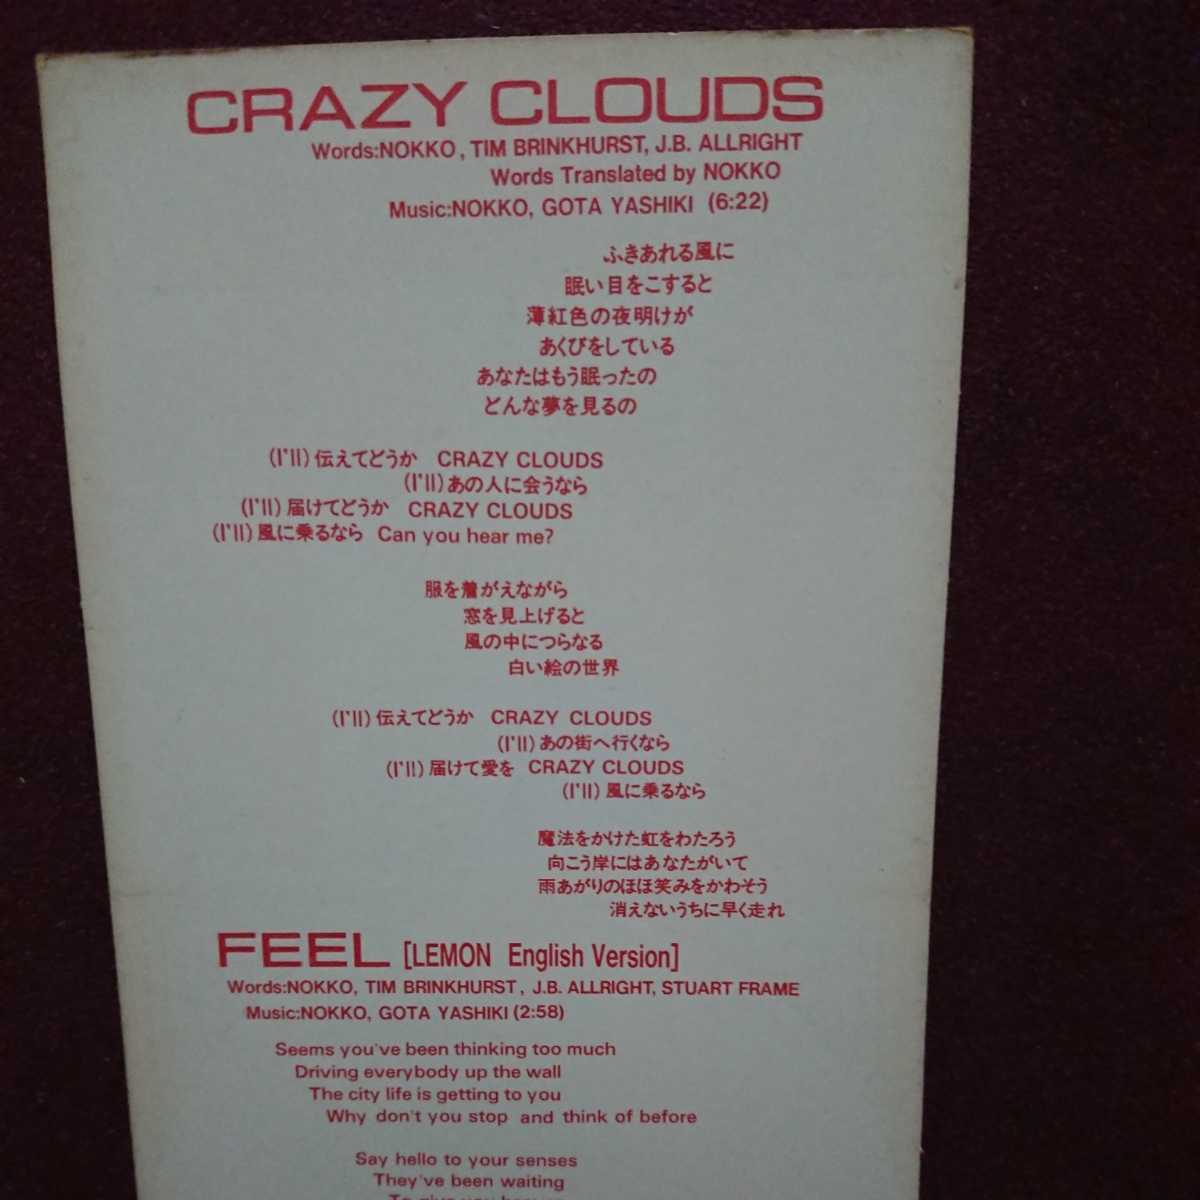 CRAZY CLOUDS
Words:NOKKO, TIM BRINKHURST, J.B. ALLRIGHT
Words Translated by NOKKO
Music:NOKKO, GOTA YASHIKI (6:22)
ふきあれる風に
眠い目をこすると
薄紅色の夜明けが
あくびをしている
あなたはもう眠ったの
どんな夢を見るの
(I'll) 伝えてどうか CRAZY CLOUDS
(I'll) あの人に会うなら
(I'll) 届けてどうか CRAZY CLOUDS
(I'll) 風に乗るなら Can you hear me?
服を着がえながら
窓を見上げると
風の中につらなる
白い絵の世界
(I'll) 伝えてどうか CRAZY CLOUDS
(I'll) あの街へ行くなら
(I'll) 届けて愛を CRAZY CLOUDS
(I'll) 風に乗るなら
魔法をかけた虹をわたろう
向こう岸にはあなたがいて
雨あがりのほほ笑みをかわそう
消えないうちに早く走れ
FEEL [LEMON English Version]
Words:NOKKO, TIM BRINKHURST, J.B. ALLRIGHT, STUART FRAME
Music:NOKKO, GOTA YASHIKI (2:58)
Seems you've been thinking too much
Driving everybody up the wall
The city life is getting to you
Why don't you stop and think of before
Say hello to your senses
They've been waiting
To give you